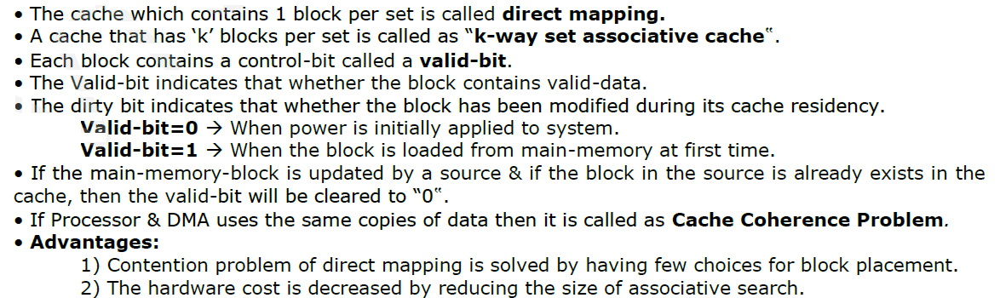 • The cache which contains 1 block per set is called direct mapping.
• A cache that has ‘k’ blocks per set is called as “k-way set associative cache‟.
• Each block contains a control-bit called a valid-bit.
• The Valid-bit indicates that whether the block contains valid-data.
• The dirty bit indicates that whether the block has been modified during its cache residency.
Valid-bit=0 → When power is initially applied to system.
Valid-bit=1 → When the block is loaded from main-memory at first time.
• If the main-memory-block is updated by a source & if the block in the source is already exists in the
cache, then the valid-bit will be cleared to “0‟.
• If Processor & DMA uses the same copies of data then it is called as Cache Coherence Problem.
• Advantages:
1) Contention problem of direct mapping is solved by having few choices for block placement.
2) The hardware cost is decreased by reducing the size of associative search.